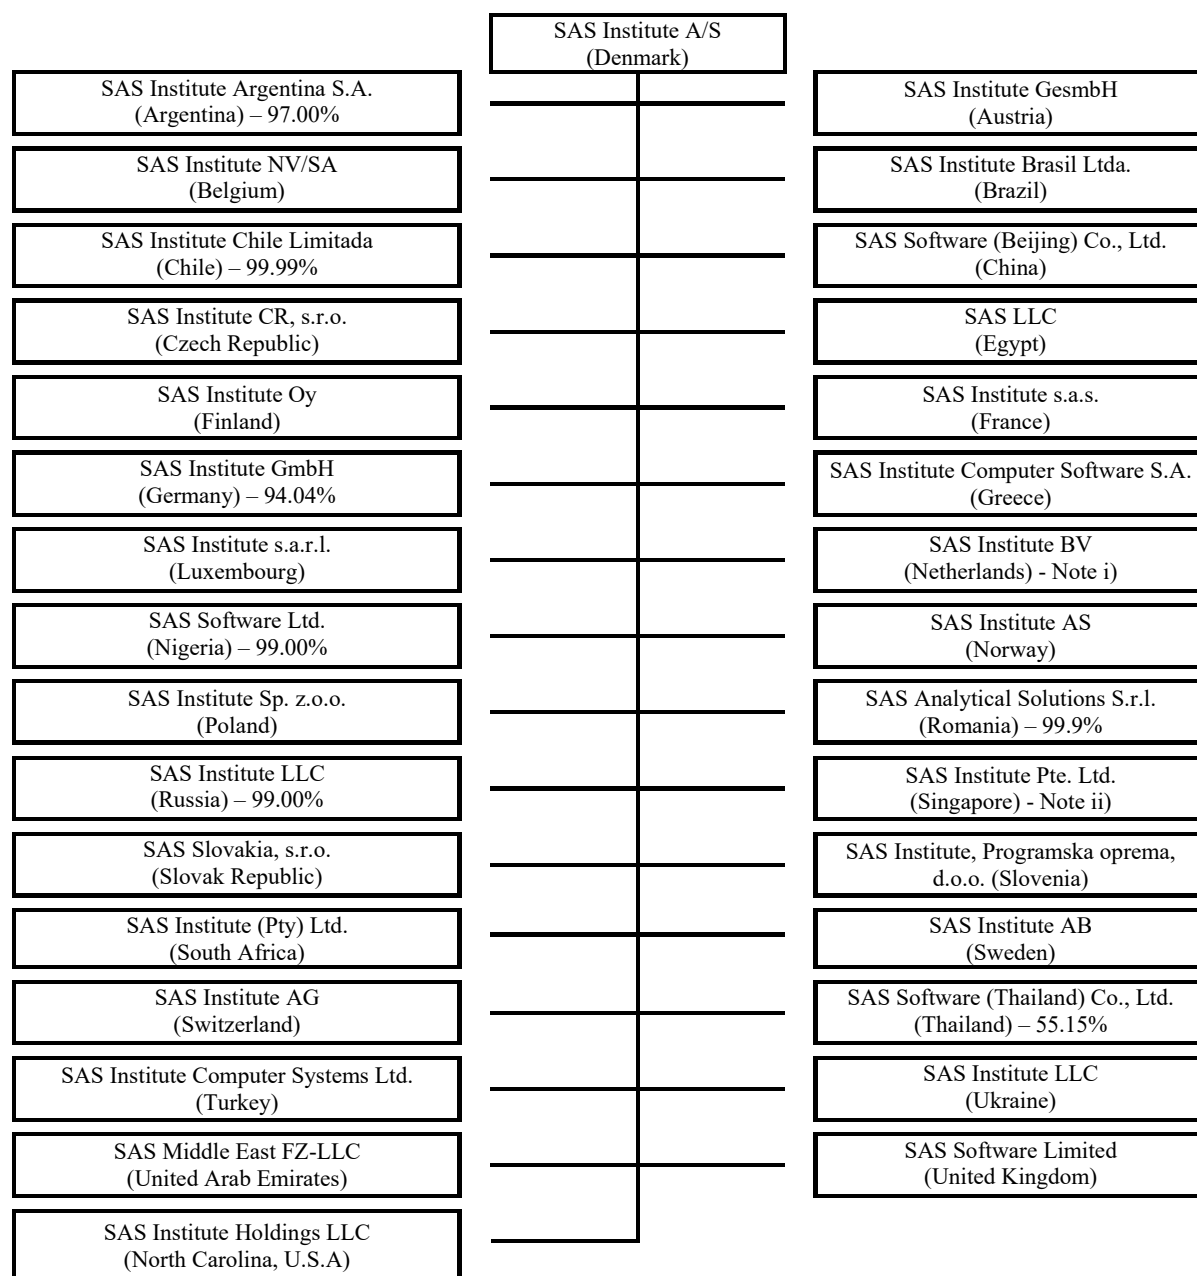 SAS Institute A/S
(Denmark)
SAS Institute Argentina S.A.
(Argentina) – 97.00%
SAS Institute GesmbH
(Austria)
SAS Institute NV/SA
(Belgium)
SAS Institute Brasil Ltda.
(Brazil)
SAS Institute Chile Limitada
(Chile) – 99.99%
SAS Software (Beijing) Co., Ltd.
(China)
SAS Institute CR, s.r.o.
(Czech Republic)
SAS LLC
(Egypt)
SAS Institute Oy
(Finland)
SAS Institute s.a.s.
(France)
SAS Institute GmbH
(Germany) – 94.04%
SAS Institute Computer Software S.A.
(Greece)
SAS Institute s.a.r.l.
(Luxembourg)
SAS Institute BV
(Netherlands) - Note i)
SAS Software Ltd.
(Nigeria) – 99.00%
SAS Institute AS
(Norway)
SAS Institute Sp. z.o.o.
(Poland)
SAS Analytical Solutions S.r.l.
(Romania) – 99.9%
SAS Institute LLC
(Russia) – 99.00%
SAS Institute Pte. Ltd.
(Singapore) - Note ii)
SAS Slovakia, s.r.o.
(Slovak Republic)
SAS Institute, Programska oprema,
d.o.o. (Slovenia)
SAS Institute (Pty) Ltd.
(South Africa)
SAS Institute AB
(Sweden)
SAS Institute AG
(Switzerland)
SAS Software (Thailand) Co., Ltd.
(Thailand) – 55.15%
SAS Institute Computer Systems Ltd.
(Turkey)
SAS Institute LLC
(Ukraine)
SAS Middle East FZ-LLC
(United Arab Emirates)
SAS Software Limited
(United Kingdom)
SAS Institute Holdings LLC
(North Carolina, U.S.A)